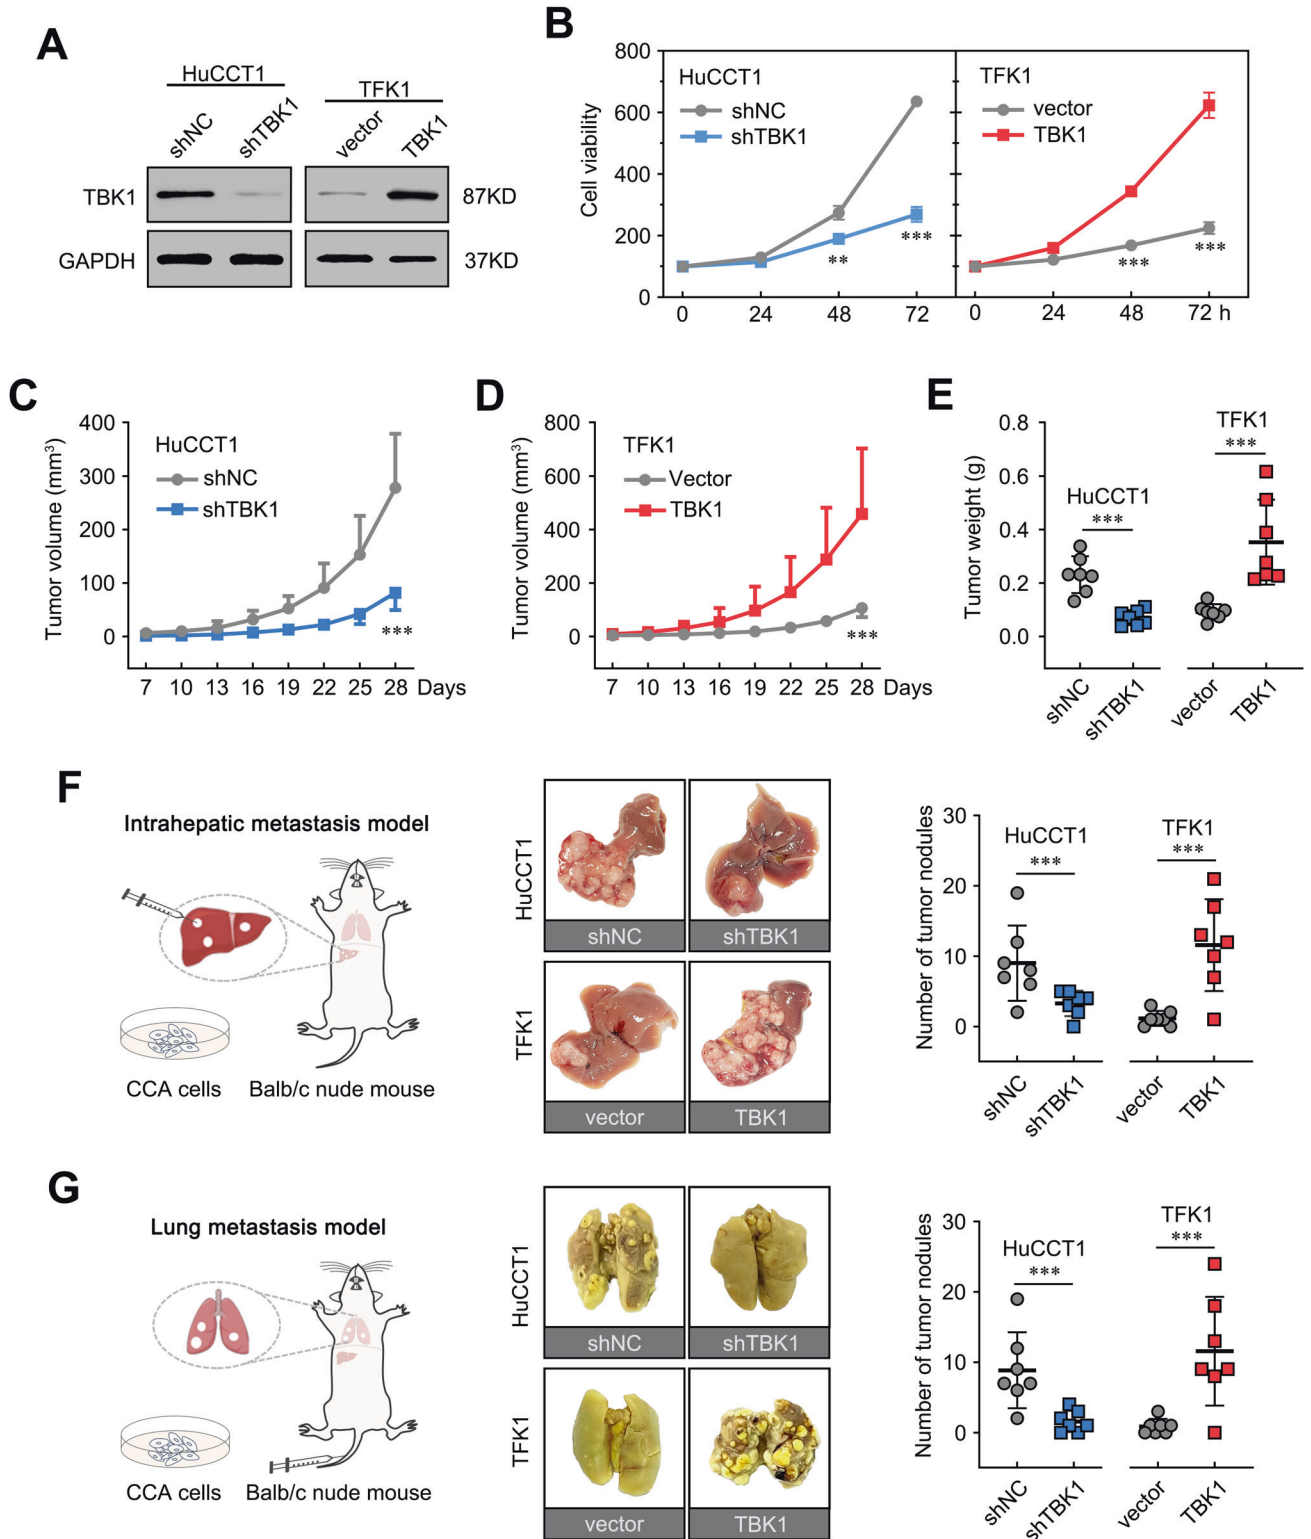 A
HuCCT1
TFK1
shNC
shTBK1
vector
TBK1
TBK1
87KD
GAPDH
37KD
B
Cell viability
800
600
400
200
0
HuCCT1
shNC
shTBK1
**
***
0
24
48
72
TFK1
vector
TBK1
***
***
0
24
48
72 h
C
Tumor volume (mm³)
400
300
200
100
0
HuCCT1
shNC
shTBK1
***
7 10 13 16 19 22 25 28 Days
D
Tumor volume (mm³)
800
600
400
200
0
TFK1
Vector
TBK1
***
7 10 13 16 19 22 25 28 Days
E
Tumor weight (g)
0.8
0.6
0.4
0.2
0.0
HuCCT1
***
TFK1
***
shNC
shTBK1
vector
TBK1
F
Intrahepatic metastasis model
CCA cells
Balb/c nude mouse
HuCCT1
shNC
shTBK1
TFK1
vector
TBK1
Number of tumor nodules
30
20
10
0
HuCCT1
***
TFK1
***
shNC
shTBK1
vector
TBK1
G
Lung metastasis model
CCA cells
Balb/c nude mouse
HuCCT1
shNC
shTBK1
TFK1
vector
TBK1
Number of tumor nodules
30
20
10
0
HuCCT1
***
TFK1
***
shNC
shTBK1
vector
TBK1